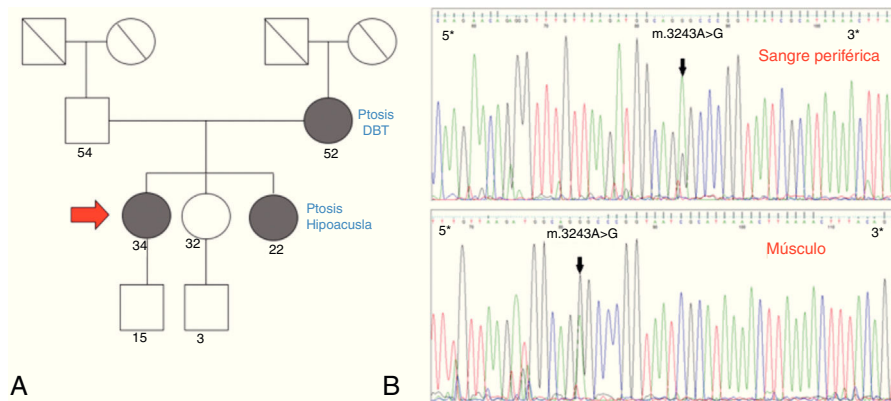 54
52
Ptosis
DBT
34
32
22
Ptosis
Hipoacusla
15
3
A
5*
m.3243A>G
3*
Sangre periférica
5*
m.3243A>G
3*
Músculo
B